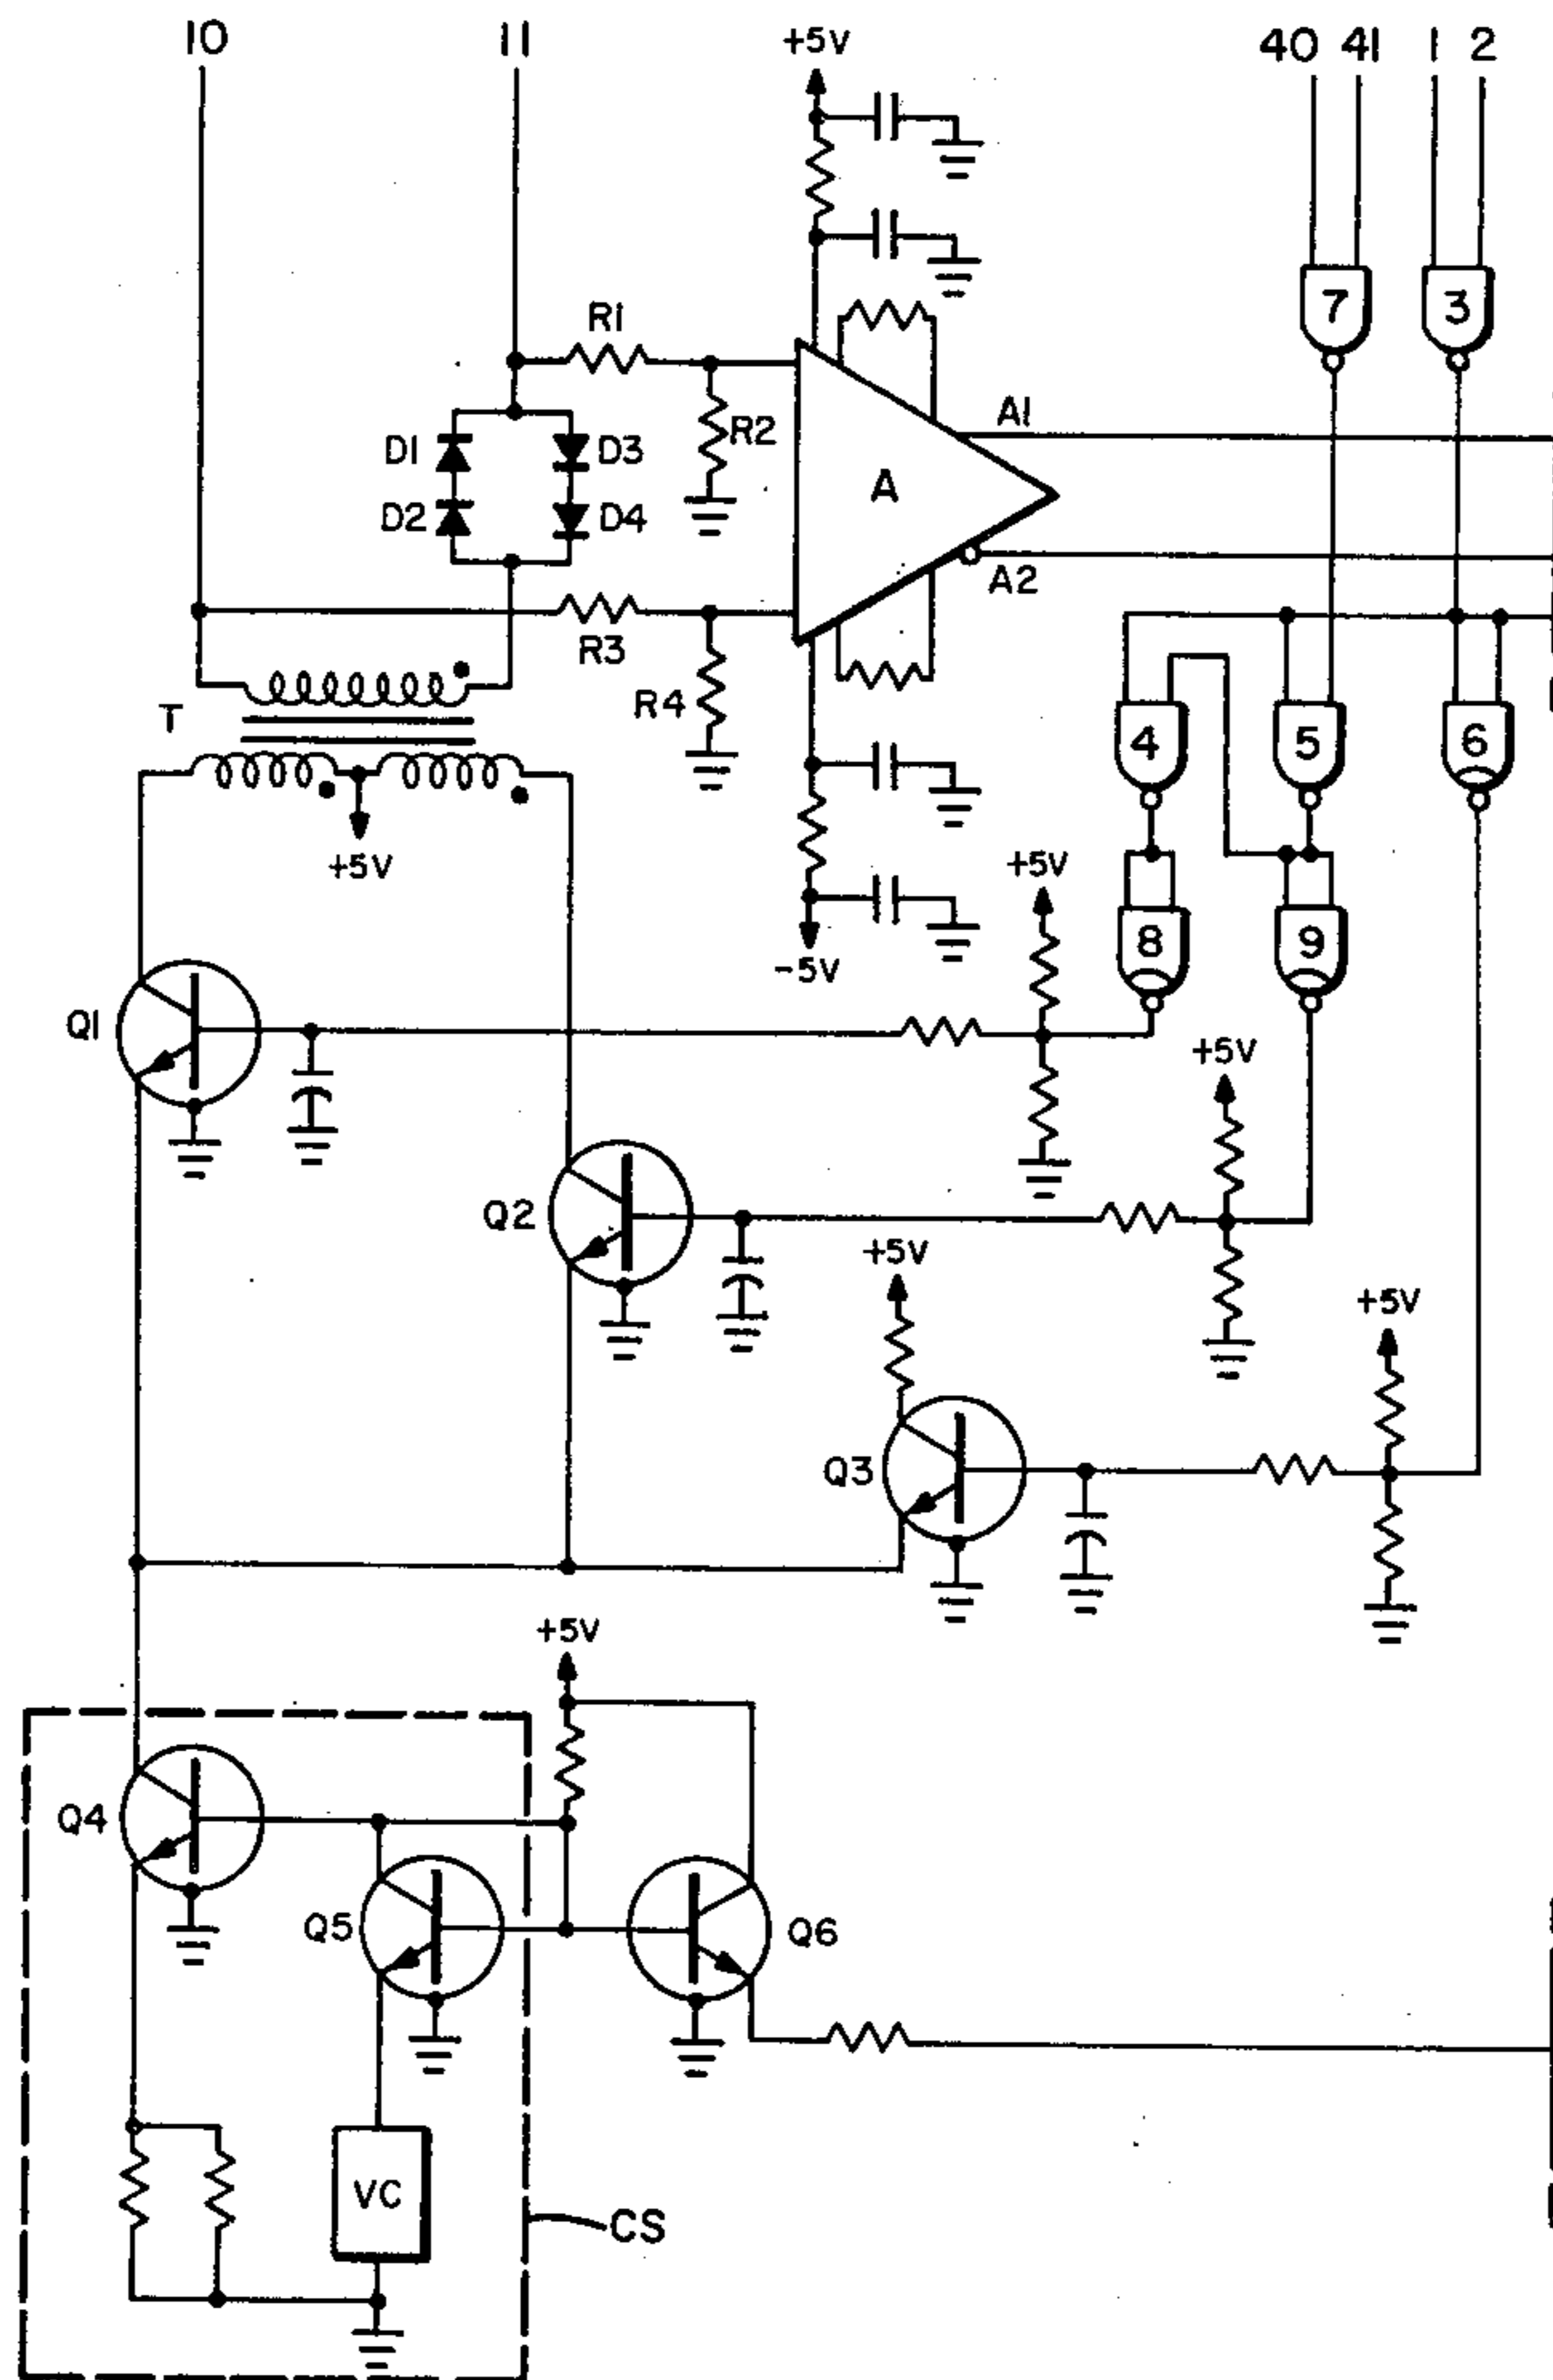 10 11 +5V 40 41 1 2
7 3
R1
A1
D1 D3 R2
A
D2 D4
A2
R3
R4
T
4 5 6
+5V +5V
8 9
-5V
Q1
+5V
Q2
+5V
+5V
Q3
+5V
Q4
Q5 Q6
VC
CS